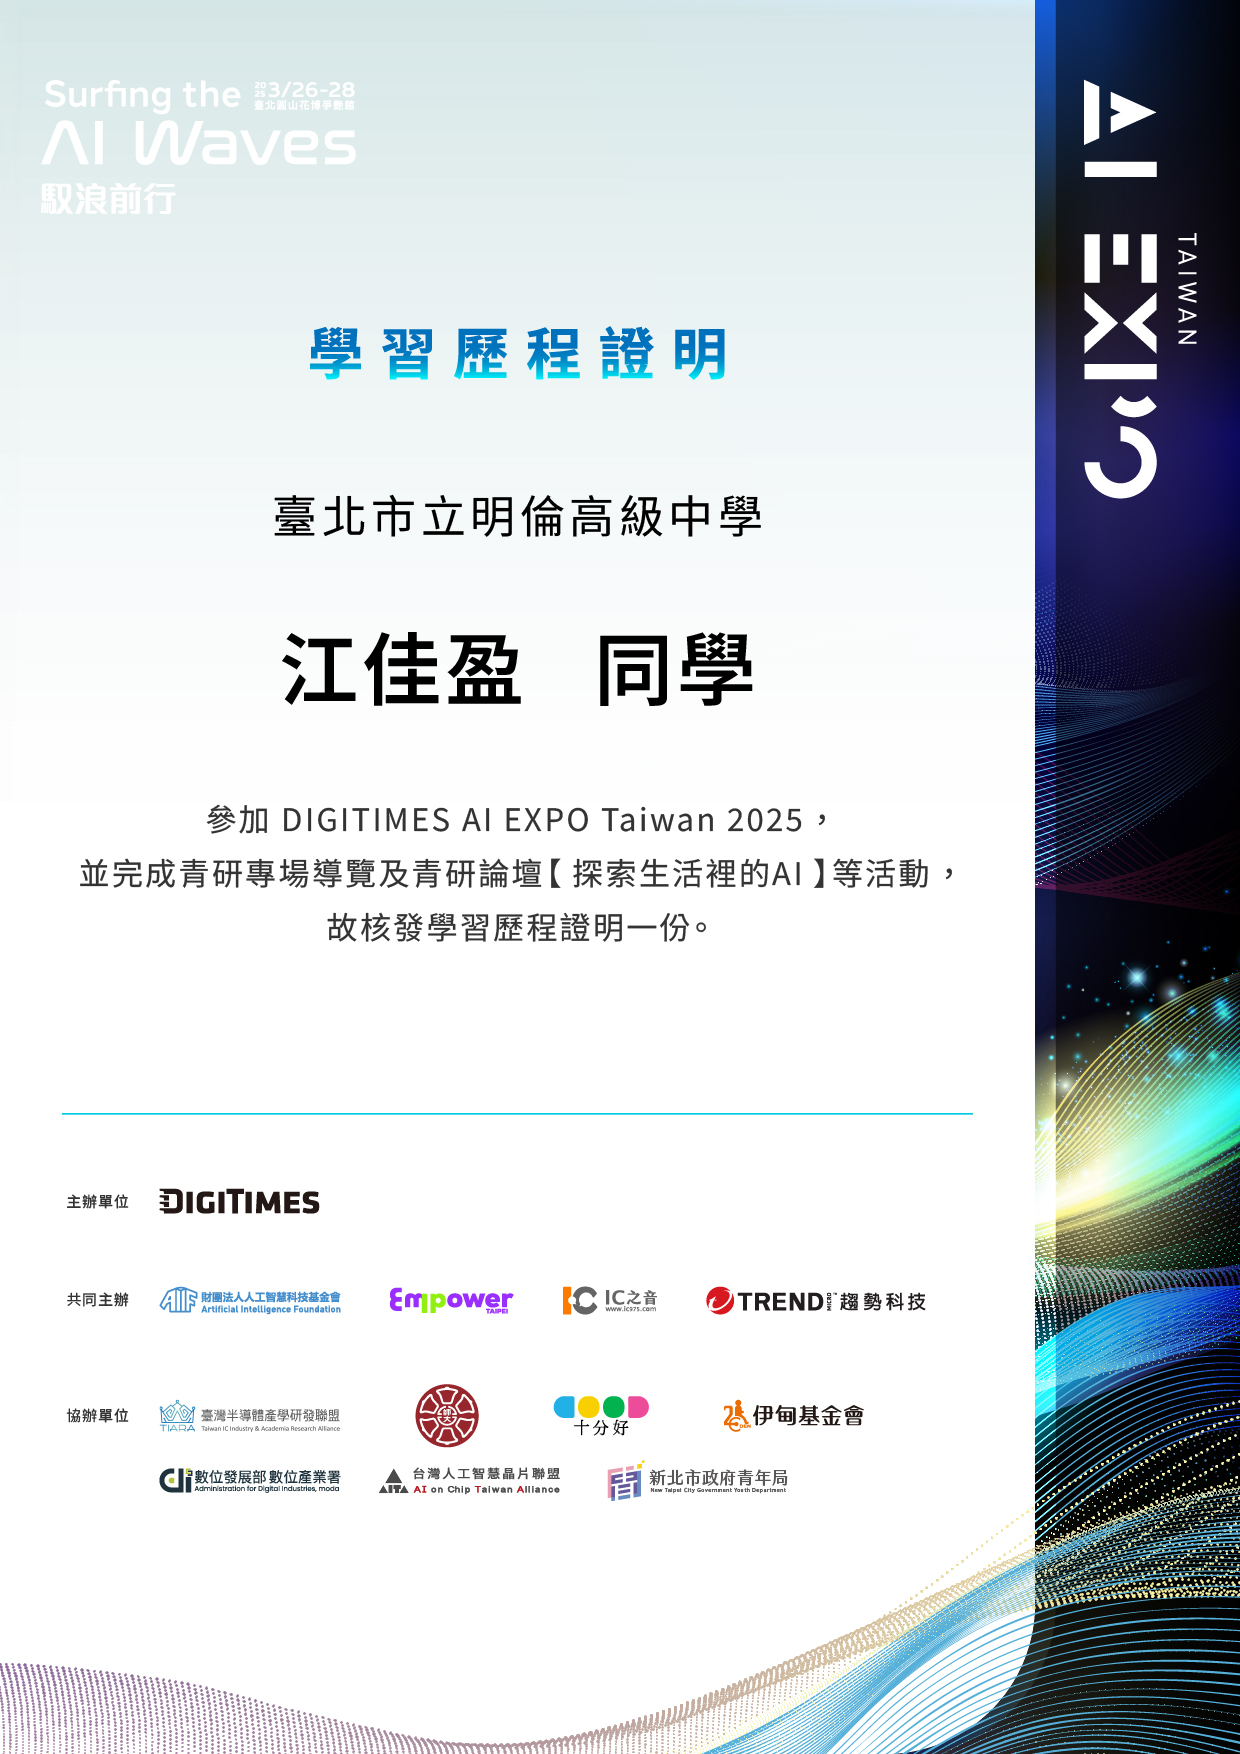 Surfing the 2025 3/26-28
臺北圓山花博爭艷館
AI Waves
馭浪前行
AI EXPO
TAIWAN
學習歷程證明
臺北市立明倫高級中學
江佳盈 同學
參加 DIGITIMES AI EXPO Taiwan 2025，
並完成青研專場導覽及青研論壇【探索生活裡的AI】等活動，
故核發學習歷程證明一份。
主辦單位 DIGITIMES
共同主辦 AIF 財團法人人工智慧科技基金會 Empower IC之音 TREND MICRO 趨勢科技
Artificial Intelligence Foundation TAIPEI www.ic975.com
協辦單位 TIARA 臺灣半導體產學研發聯盟 十分好 伊甸基金會
Taiwan IC Industry & Academia Research Alliance
di 數位發展部 數位產業署 AITA 台灣人工智慧晶片聯盟 新北市政府青年局
Administration for Digital Industries, moda AI on Chip Taiwan Alliance New Taipei City Government Youth Department